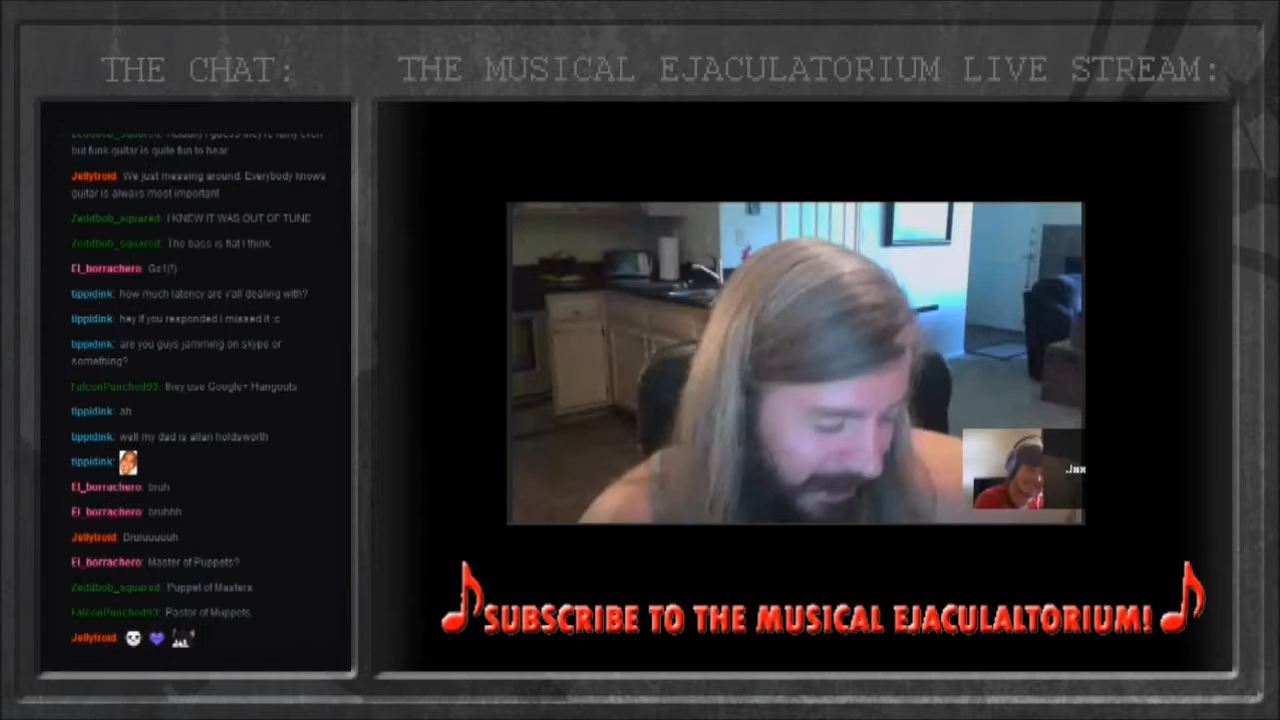 THE CHAT:
THE MUSICAL EJACULATORIUM LIVE STREAM:
but funk guitar is quite fun to hear
Jellytroid: We just messing around. Everybody knows
guitar is always most important
Zeddbob_squared: I KNEW IT WAS OUT OF TUNE
Zeddbob_squared: The bass is flat I think.
El_borrachero:
tippidink: how much latency are y'all dealing with?
tippidink: hey if you responded i missed it :c
tippidink: are you guys jamming on skype or
something?
FalconPunched93: they use Google+ Hangouts
tippidink: ah
tippidink: well my dad is allan holdsworth
tippidink:
El_borrachero: bruh
El_borrachero: bruhhh
Jellytroid:
El_borrachero: Master of Puppets?
Zeddbob_squared: Puppet of Masters.
FalconPunched93: Pastor of Muppets
Jellytroid:
.Jax
SUBSCRIBE TO THE MUSICAL EJACULALTORIUM!